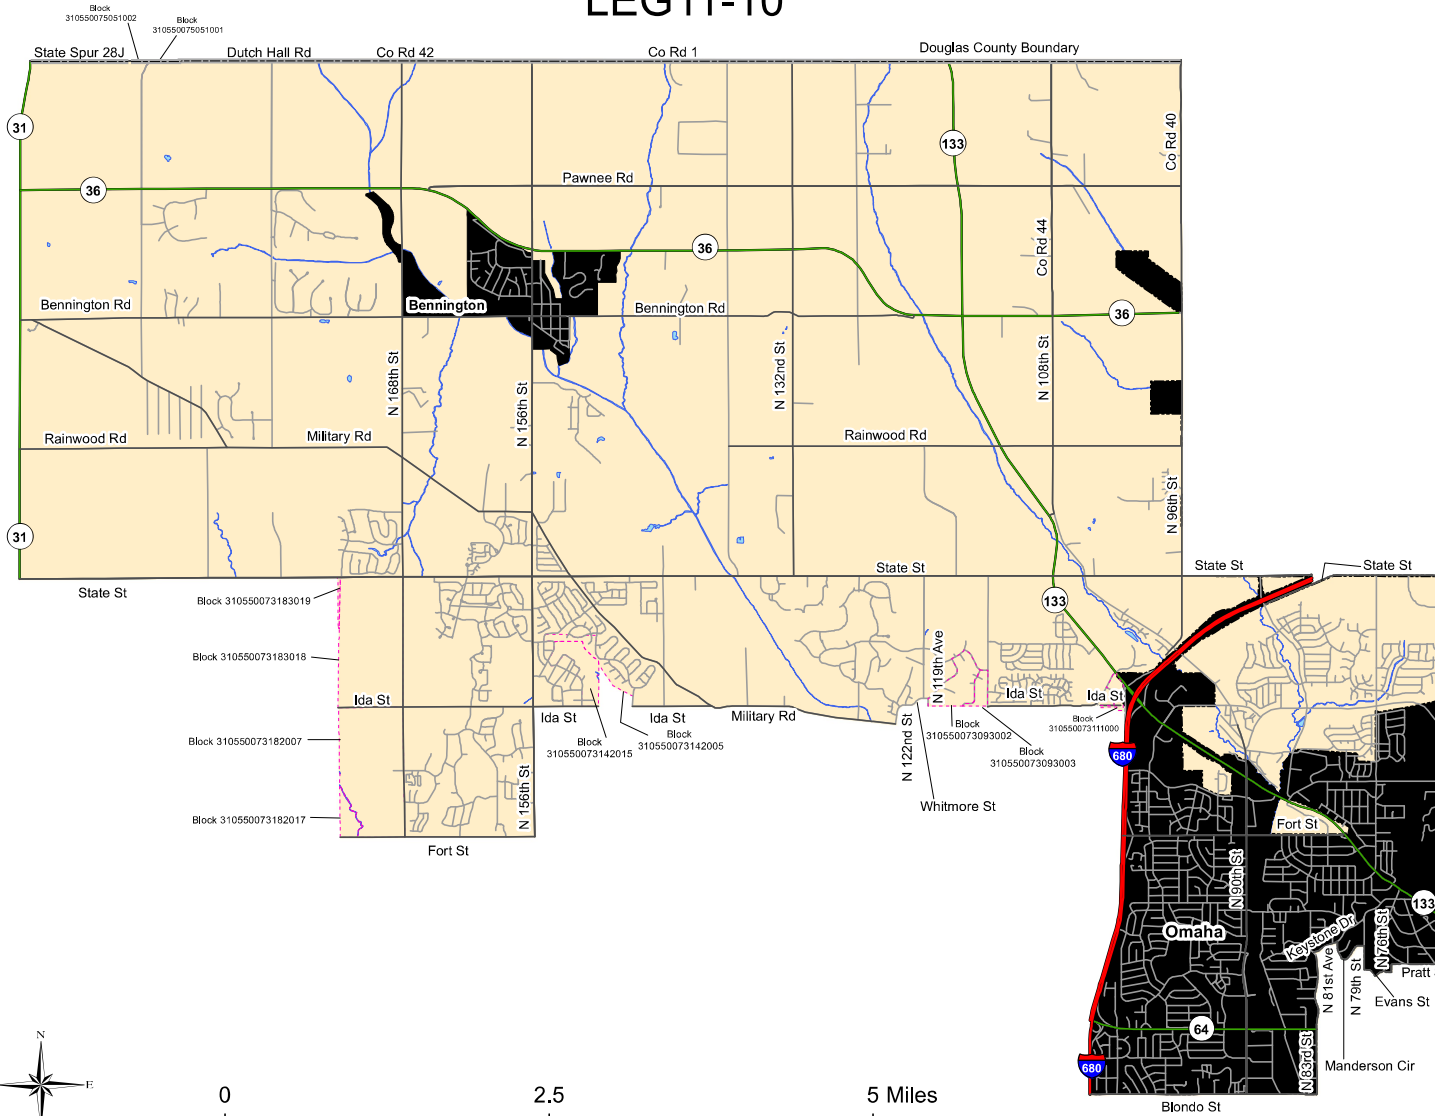 LEG11-10
Block
310550075051002
Block
310550075051001
State Spur 28J
Dutch Hall Rd
Co Rd 42
Co Rd 1
Douglas County Boundary
31
133
Co Rd 40
36
Pawnee Rd
36
Co Rd 44
Bennington Rd
Bennington
Bennington Rd
36
N 168th St
N 156th St
N 132nd St
N 108th St
Rainwood Rd
Military Rd
Rainwood Rd
N 96th St
31
State St
State St
State St
State St
Block 310550073183019
133
Block 310550073183018
N 119th Ave
Ida St
Ida St
Ida St
Military Rd
Ida St
Ida St
Block
310550073142015
Block
310550073142005
N 122nd St
Block
310550073093002
Block
310550073093003
Block
310550073111000
Block 310550073182007
680
N 156th St
Whitmore St
Block 310550073182017
Fort St
Fort St
N 90th St
133
Omaha
Keystone Dr
N 76th St
N 81st Ave
N 79th St
Pratt
Evans St
64
N 83rd St
Manderson Cir
680
Blondo St
N
E
0
2.5
5 Miles